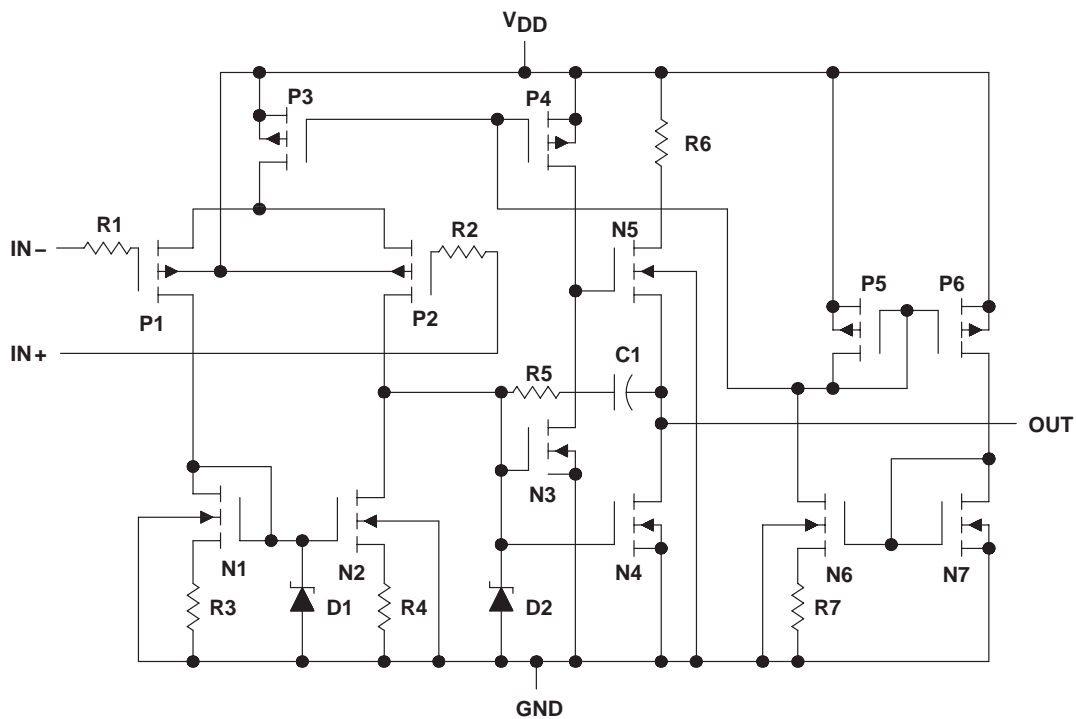 VDD
P3
P4
R6
R1
R2
N5
IN−
P5
P6
P1
P2
IN+
C1
R5
OUT
N3
N1
N2
N4
N6
N7
R3
D1
R4
D2
R7
GND